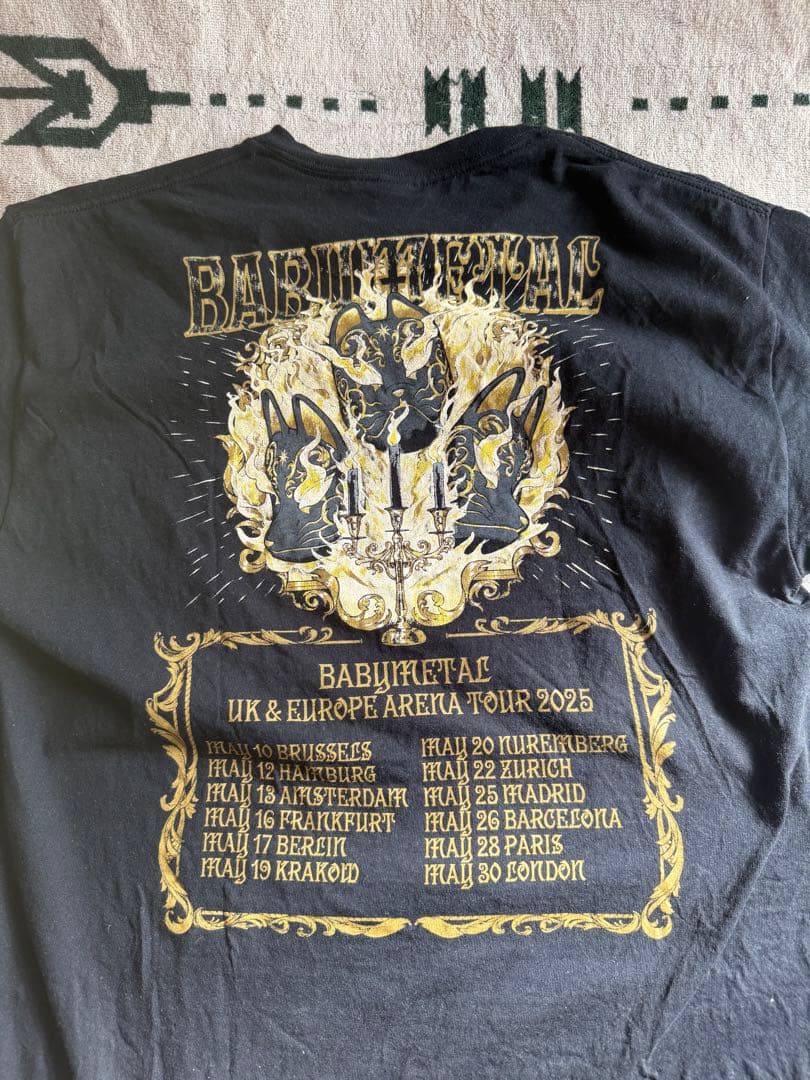 BABYMETAL
BABYMETAL
UK & EUROPE ARENA TOUR 2025
MAY 10 BRUSSELS
MAY 12 HAMBURG
MAY 13 AMSTERDAM
MAY 16 FRANKFURT
MAY 17 BERLIN
MAY 19 KRAKOW
MAY 20 NUREMBERG
MAY 22 ZURICH
MAY 25 MADRID
MAY 26 BARCELONA
MAY 28 PARIS
MAY 30 LONDON